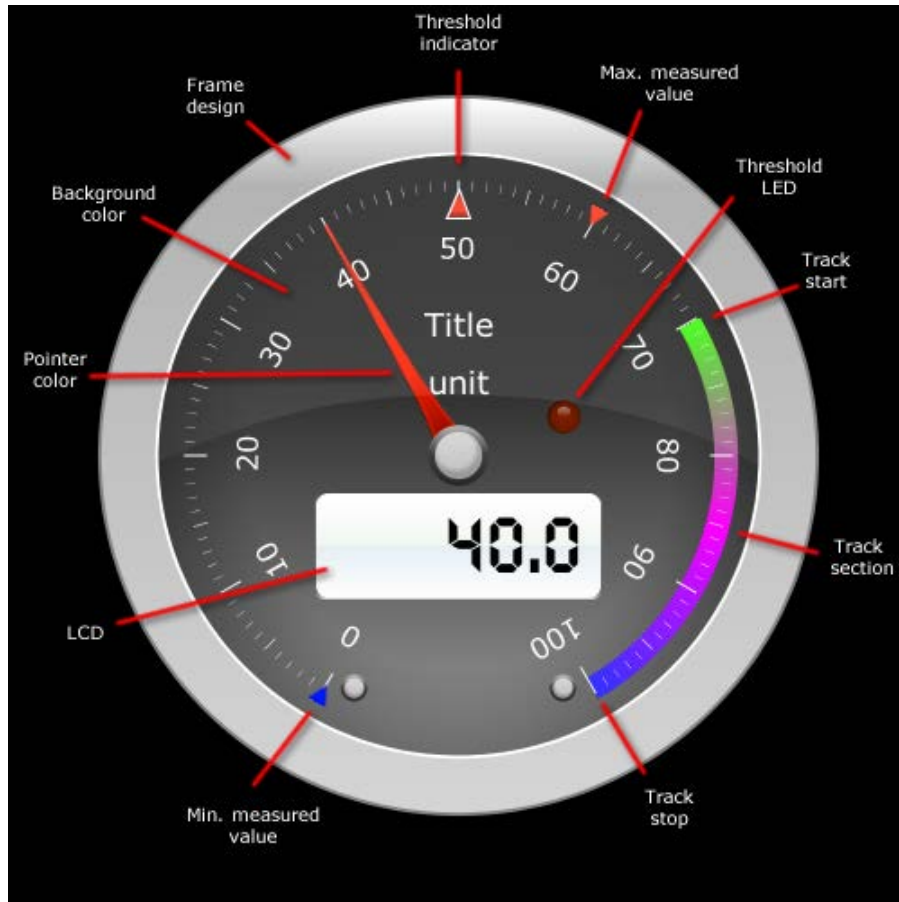 Threshold
indicator
Max. measured
value
Frame
design
Threshold
LED
Background
color
Track
start
Pointer
color
Track
section
LCD
Min. measured
value
Track
stop
0
10
20
30
40
50
60
70
80
90
100
Title
unit
40.0